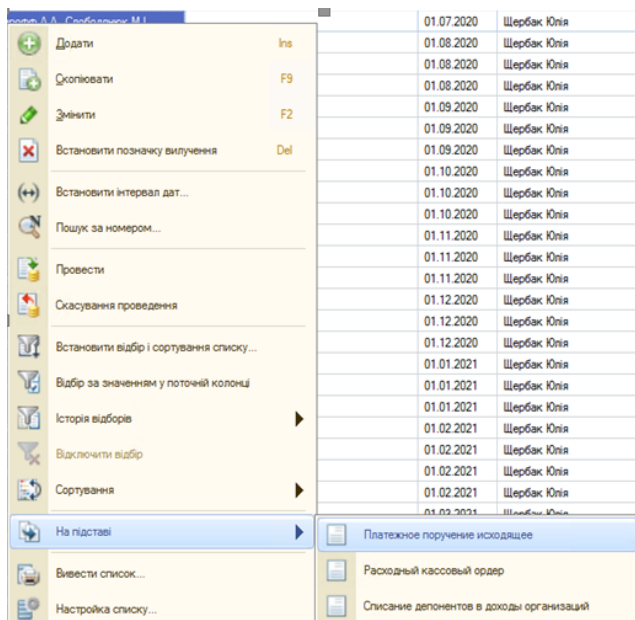 А.А., Слободянюк М.І.
Додати Ins
Скопіювати F9
Змінити F2
Встановити позначку вилучення Del
Встановити інтервал дат...
Пошук за номером...
Провести
Скасування проведення
Встановити відбір і сортування списку...
Відбір за значенням у поточній колонці
Історія відборів
Відключити відбір
Сортування
На підставі
Вивести список...
Настройка списку...
Платежное поручение исходящее
Расходный кассовый ордер
Списание депонентов в доходы организаций
01.07.2020 Щербак Юлія
01.08.2020 Щербак Юлія
01.08.2020 Щербак Юлія
01.08.2020 Щербак Юлія
01.09.2020 Щербак Юлія
01.09.2020 Щербак Юлія
01.09.2020 Щербак Юлія
01.10.2020 Щербак Юлія
01.10.2020 Щербак Юлія
01.10.2020 Щербак Юлія
01.11.2020 Щербак Юлія
01.11.2020 Щербак Юлія
01.11.2020 Щербак Юлія
01.12.2020 Щербак Юлія
01.12.2020 Щербак Юлія
01.12.2020 Щербак Юлія
01.01.2021 Щербак Юлія
01.01.2021 Щербак Юлія
01.01.2021 Щербак Юлія
01.02.2021 Щербак Юлія
01.02.2021 Щербак Юлія
01.02.2021 Щербак Юлія
01.02.2021 Щербак Юлія
01.03.2021 Щербак Юлія